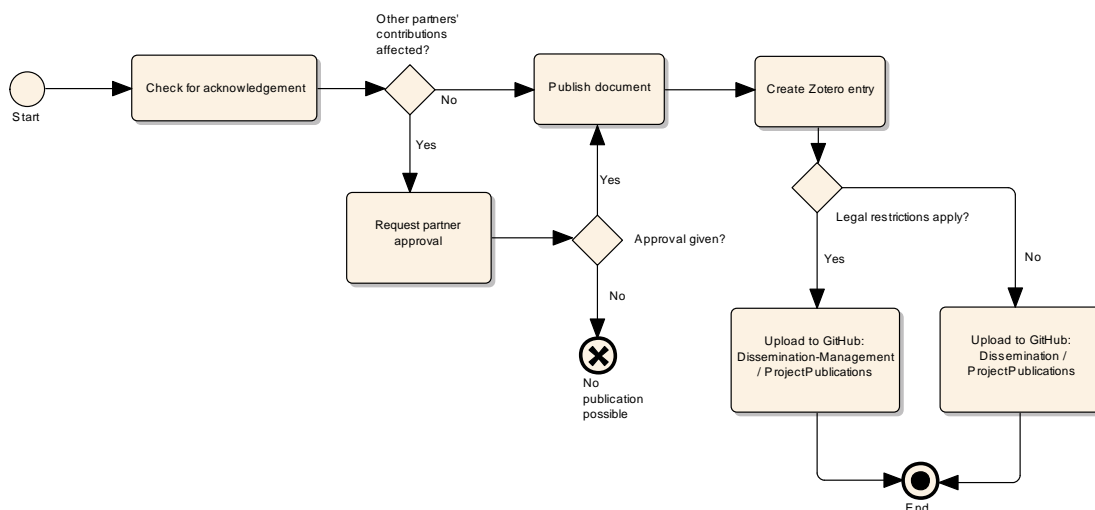 Other partners'
contributions
affected?
Start
Check for acknowledgement
No
Publish document
Create Zotero entry
Yes
Request partner
approval
Yes
Approval given?
No
No
publication
possible
Legal restrictions apply?
Yes
No
Upload to GitHub:
Dissemination-Management
/ ProjectPublications
Upload to GitHub:
Dissemination /
ProjectPublications
End